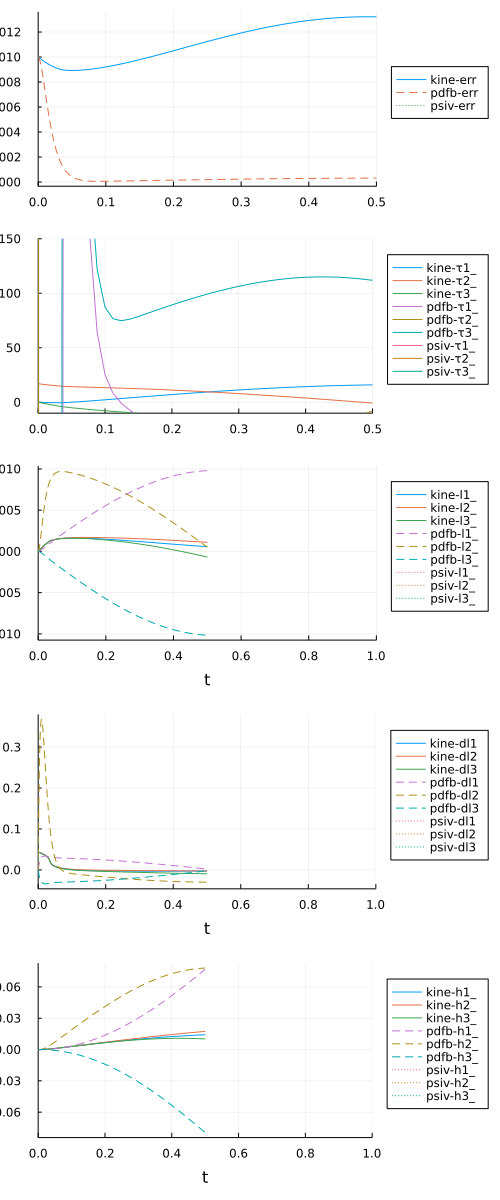 012
010
008
006
004
002
000
0.0 0.1 0.2 0.3 0.4 0.5
kine-err
pdfb-err
psiv-err
150
100
50
0
0.0 0.1 0.2 0.3 0.4 0.5
kine-τ1_
kine-τ2_
kine-τ3_
pdfb-τ1_
pdfb-τ2_
pdfb-τ3_
psiv-τ1_
psiv-τ2_
psiv-τ3_
010
005
000
005
010
0.0 0.2 0.4 0.6 0.8 1.0
t
kine-l1_
kine-l2_
kine-l3_
pdfb-l1_
pdfb-l2_
pdfb-l3_
psiv-l1_
psiv-l2_
psiv-l3_
0.3
0.2
0.1
0.0
0.0 0.2 0.4 0.6 0.8 1.0
t
kine-dl1
kine-dl2
kine-dl3
pdfb-dl1
pdfb-dl2
pdfb-dl3
psiv-dl1
psiv-dl2
psiv-dl3
0.06
0.03
0.00
0.03
0.06
0.0 0.2 0.4 0.6 0.8 1.0
t
kine-h1_
kine-h2_
kine-h3_
pdfb-h1_
pdfb-h2_
pdfb-h3_
psiv-h1_
psiv-h2_
psiv-h3_